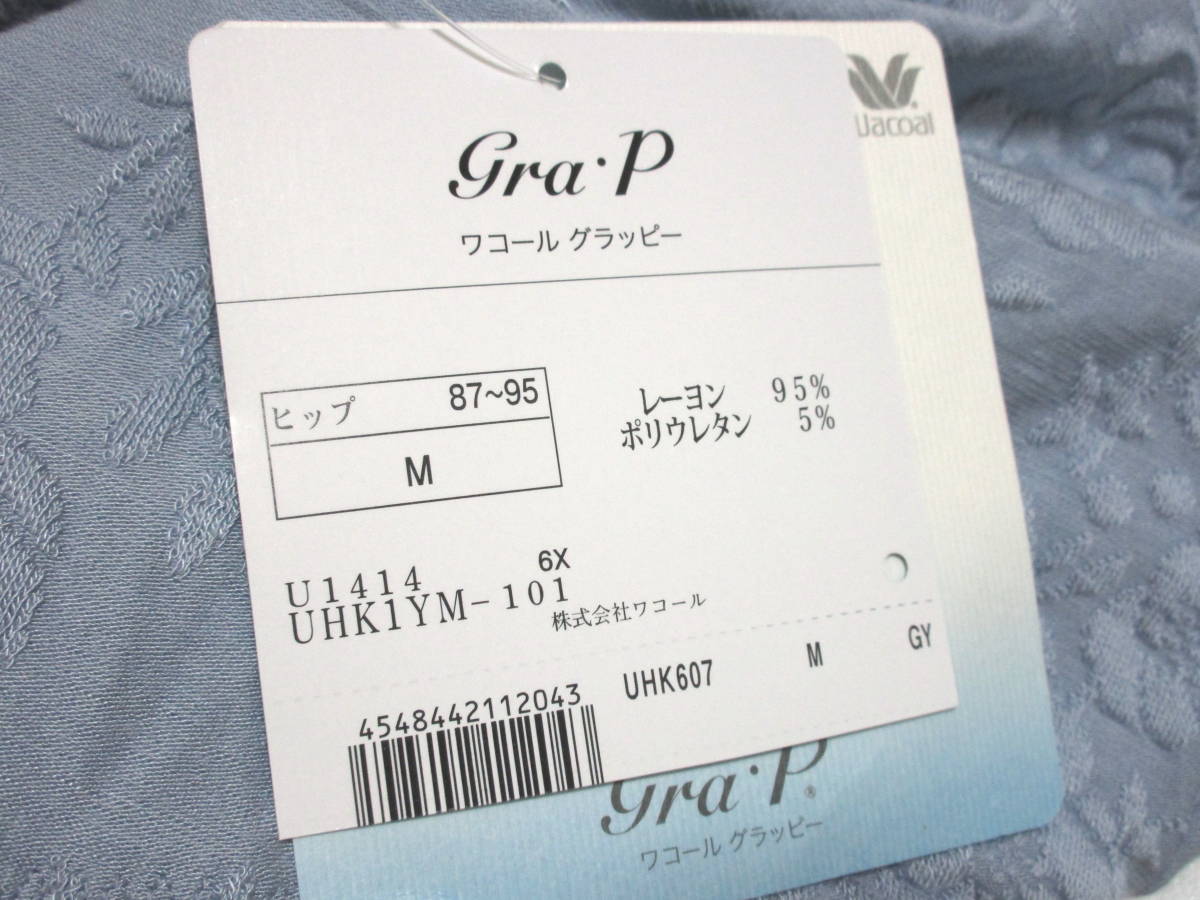 Wacoal
Gra・P
ワコール グラッピー
ヒップ 87~95
M
レーヨン 95%
ポリウレタン 5%
6X
U1414
UHK1YM-101
株式会社ワコール
4548442112043
UHK607 M GY
Gra・P®
ワコール グラッピー